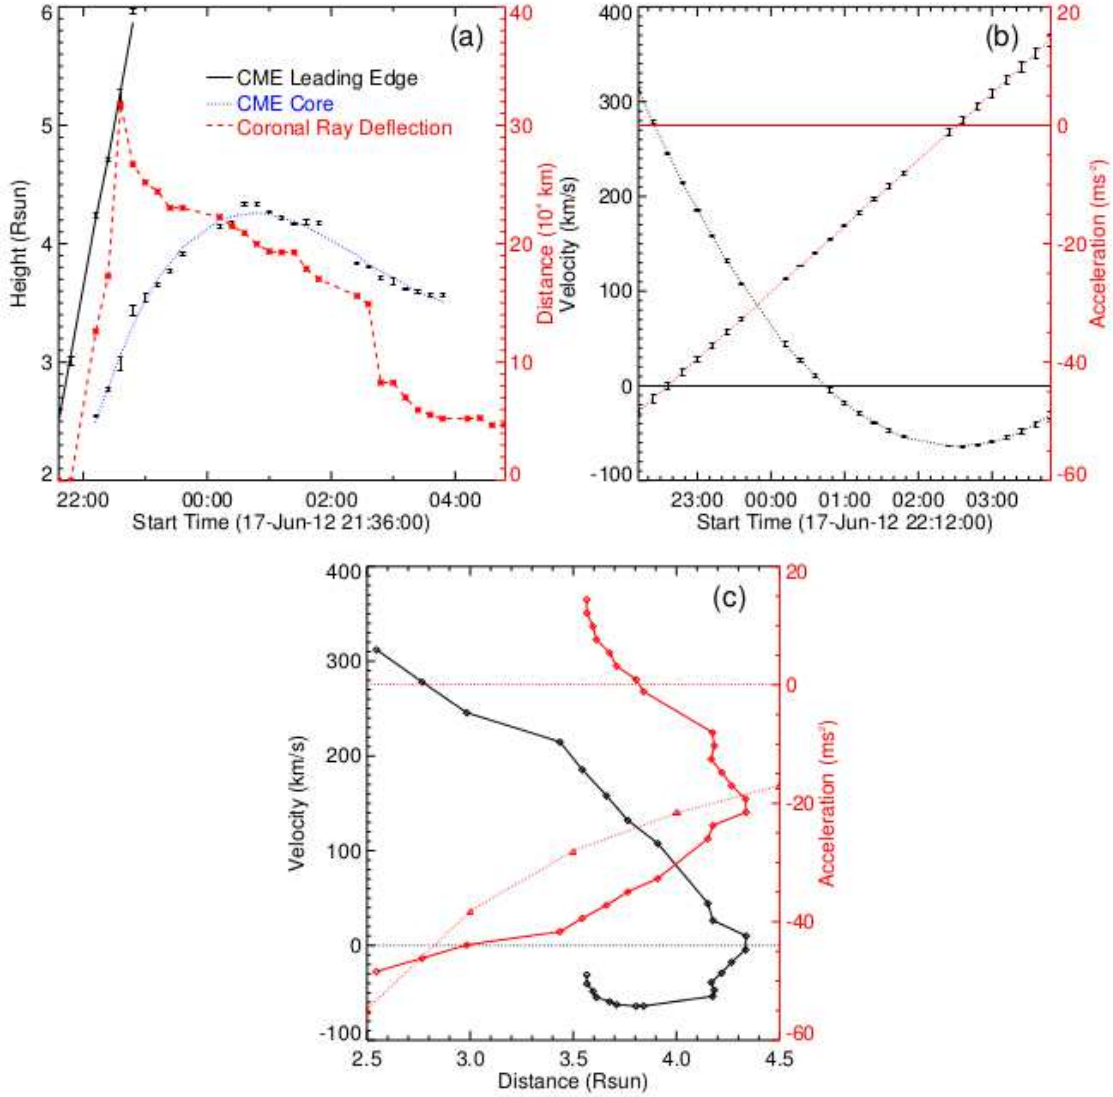 (a)
CME Leading Edge
CME Core
Coronal Ray Deflection
6
5
4
3
2
Height (Rsun)
40
30
20
10
0
Distance (10⁴ km)
22:00 00:00 02:00 04:00
Start Time (17-Jun-12 21:36:00)
(b)
400
300
200
100
0
-100
Velocity (km/s)
20
0
-20
-40
-60
Acceleration (ms²)
23:00 00:00 01:00 02:00 03:00
Start Time (17-Jun-12 22:12:00)
(c)
400
300
200
100
0
-100
Velocity (km/s)
20
0
-20
-40
-60
Acceleration (ms²)
2.5 3.0 3.5 4.0 4.5
Distance (Rsun)